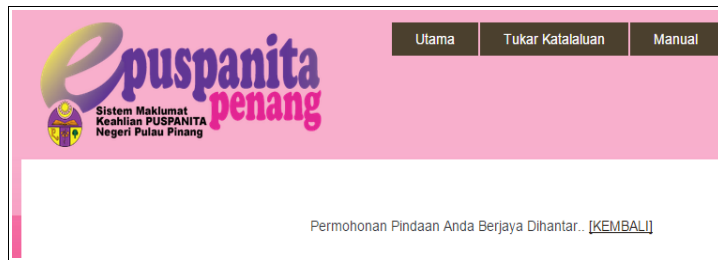 Utama Tukar Katalaluan Manual
epuspanita
penang
Sistem Maklumat
Keahlian PUSPANITA
Negeri Pulau Pinang
Permohonan Pindaan Anda Berjaya Dihantar.. [KEMBALI]